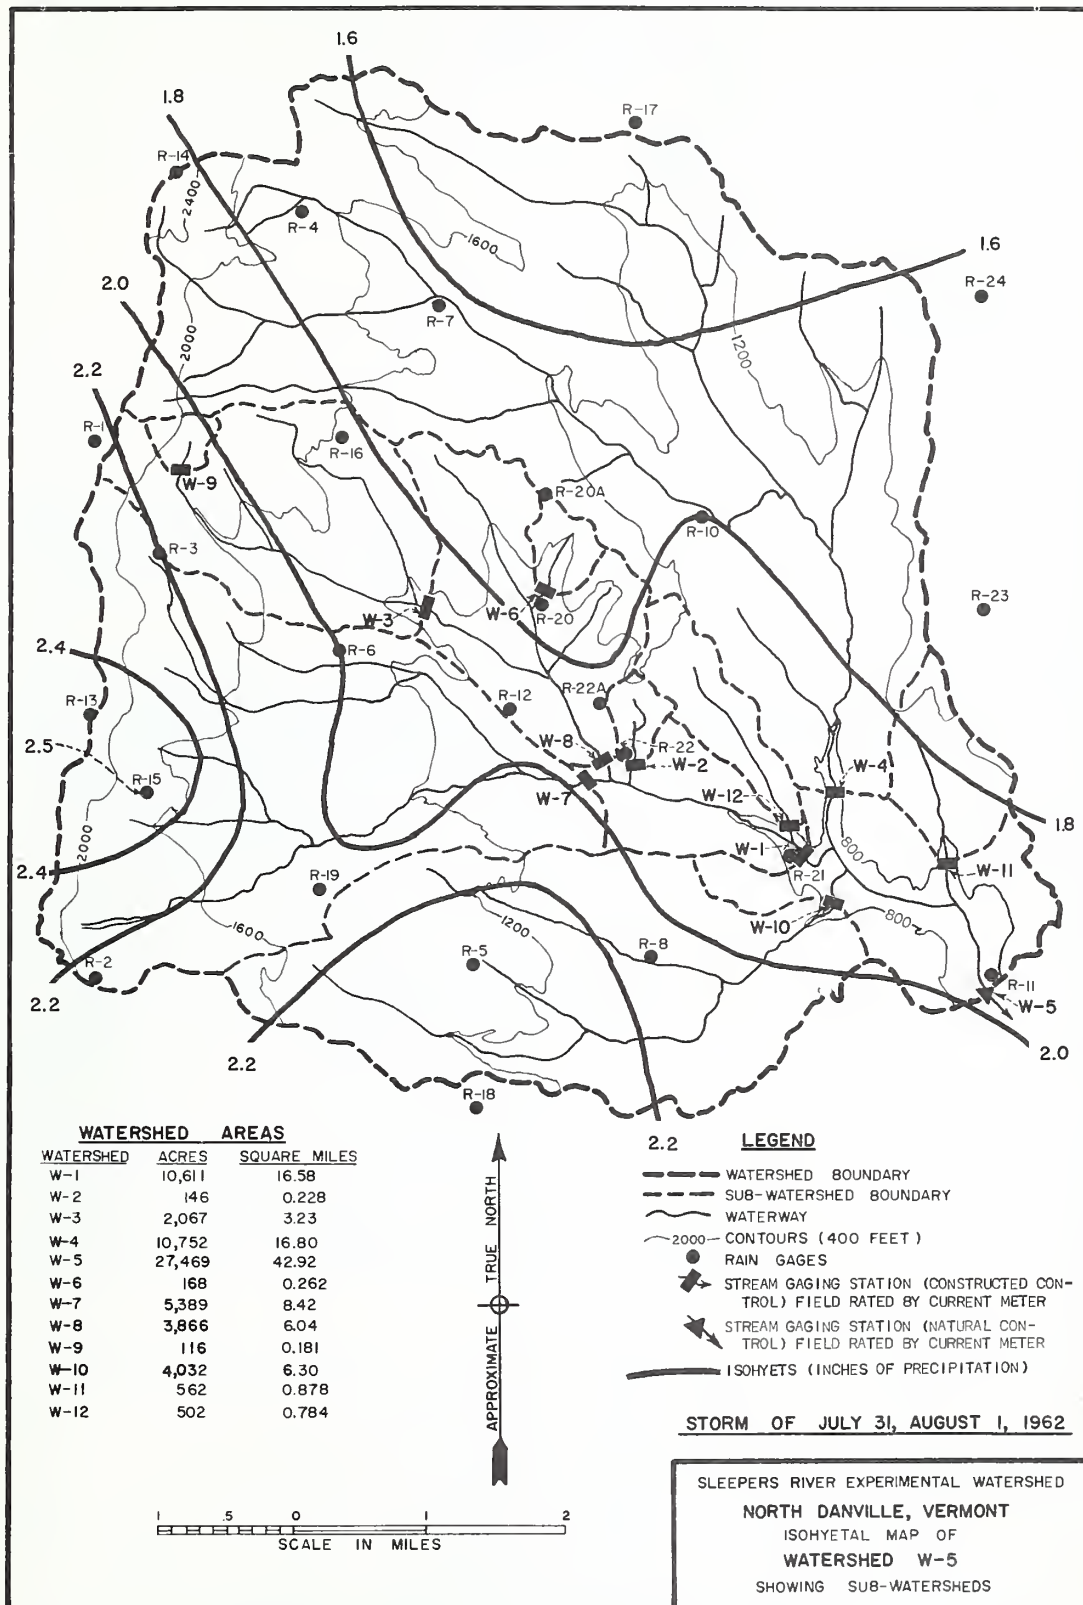 1.6
1.8
R-17
R-14
2400
R-4
1600
1.6
R-24
2.0
R-7
2000
1200
2.2
R-1
R-16
W-9
R-20A
R-10
R-3
W-6
R-23
W-3
R-20
2.4
R-6
R-13
R-12
R-22A
2.5
W-8
R-22
W-2
W-4
R-15
W-7
W-12
2000
1.8
W-1
800
W-11
2.4
R-21
R-19
W-10
800
1600
1200
R-5
R-8
R-2
R-11
2.2
W-5
2.2
2.0
R-18
2.2
WATERSHED AREAS
WATERSHED ACRES SQUARE MILES
W-1 10,611 16.58
W-2 146 0.228
W-3 2,067 3.23
W-4 10,752 16.80
W-5 27,469 42.92
W-6 168 0.262
W-7 5,389 8.42
W-8 3,866 6.04
W-9 116 0.181
W-10 4,032 6.30
W-11 562 0.878
W-12 502 0.784
APPROXIMATE TRUE NORTH
LEGEND
WATERSHED BOUNDARY
SUB-WATERSHED BOUNDARY
WATERWAY
2000 CONTOURS (400 FEET)
RAIN GAGES
STREAM GAGING STATION (CONSTRUCTED CON-
TROL) FIELD RATED BY CURRENT METER
STREAM GAGING STATION (NATURAL CON-
TROL) FIELD RATED BY CURRENT METER
ISOHYETS (INCHES OF PRECIPITATION)
STORM OF JULY 31, AUGUST 1, 1962
1 .5 0 1 2
SCALE IN MILES
SLEEPERS RIVER EXPERIMENTAL WATERSHED
NORTH DANVILLE, VERMONT
ISOHYETAL MAP OF
WATERSHED W-5
SHOWING SUB-WATERSHEDS